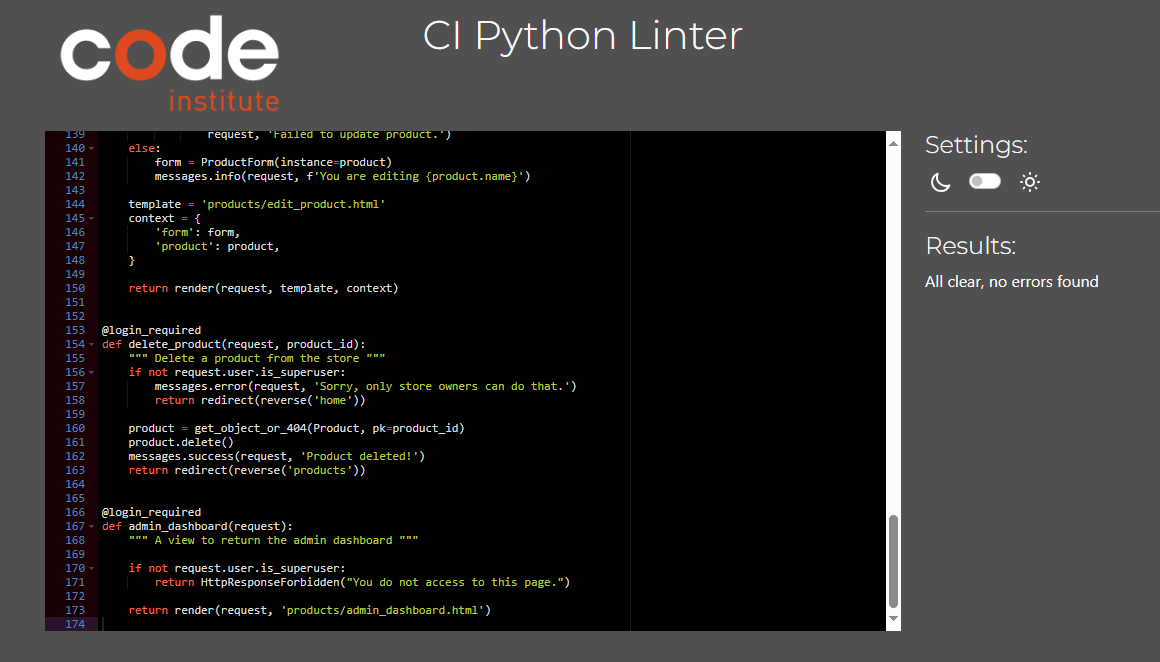 code
institute
CI Python Linter
139 request, 'Failed to update product.')
140 else:
141 form = ProductForm(instance=product)
142 messages.info(request, f'You are editing {product.name}')
143
144 template = 'products/edit_product.html'
145 context = {
146 'form': form,
147 'product': product,
148 }
149
150 return render(request, template, context)
151
152
153 @login_required
154 def delete_product(request, product_id):
155 """ Delete a product from the store """
156 if not request.user.is_superuser:
157 messages.error(request, 'Sorry, only store owners can do that.')
158 return redirect(reverse('home'))
159
160 product = get_object_or_404(Product, pk=product_id)
161 product.delete()
162 messages.success(request, 'Product deleted!')
163 return redirect(reverse('products'))
164
165
166 @login_required
167 def admin_dashboard(request):
168 """ A view to return the admin dashboard """
169
170 if not request.user.is_superuser:
171 return HttpResponseForbidden("You do not access to this page.")
172
173 return render(request, 'products/admin_dashboard.html')
174
Settings:
Results:
All clear, no errors found